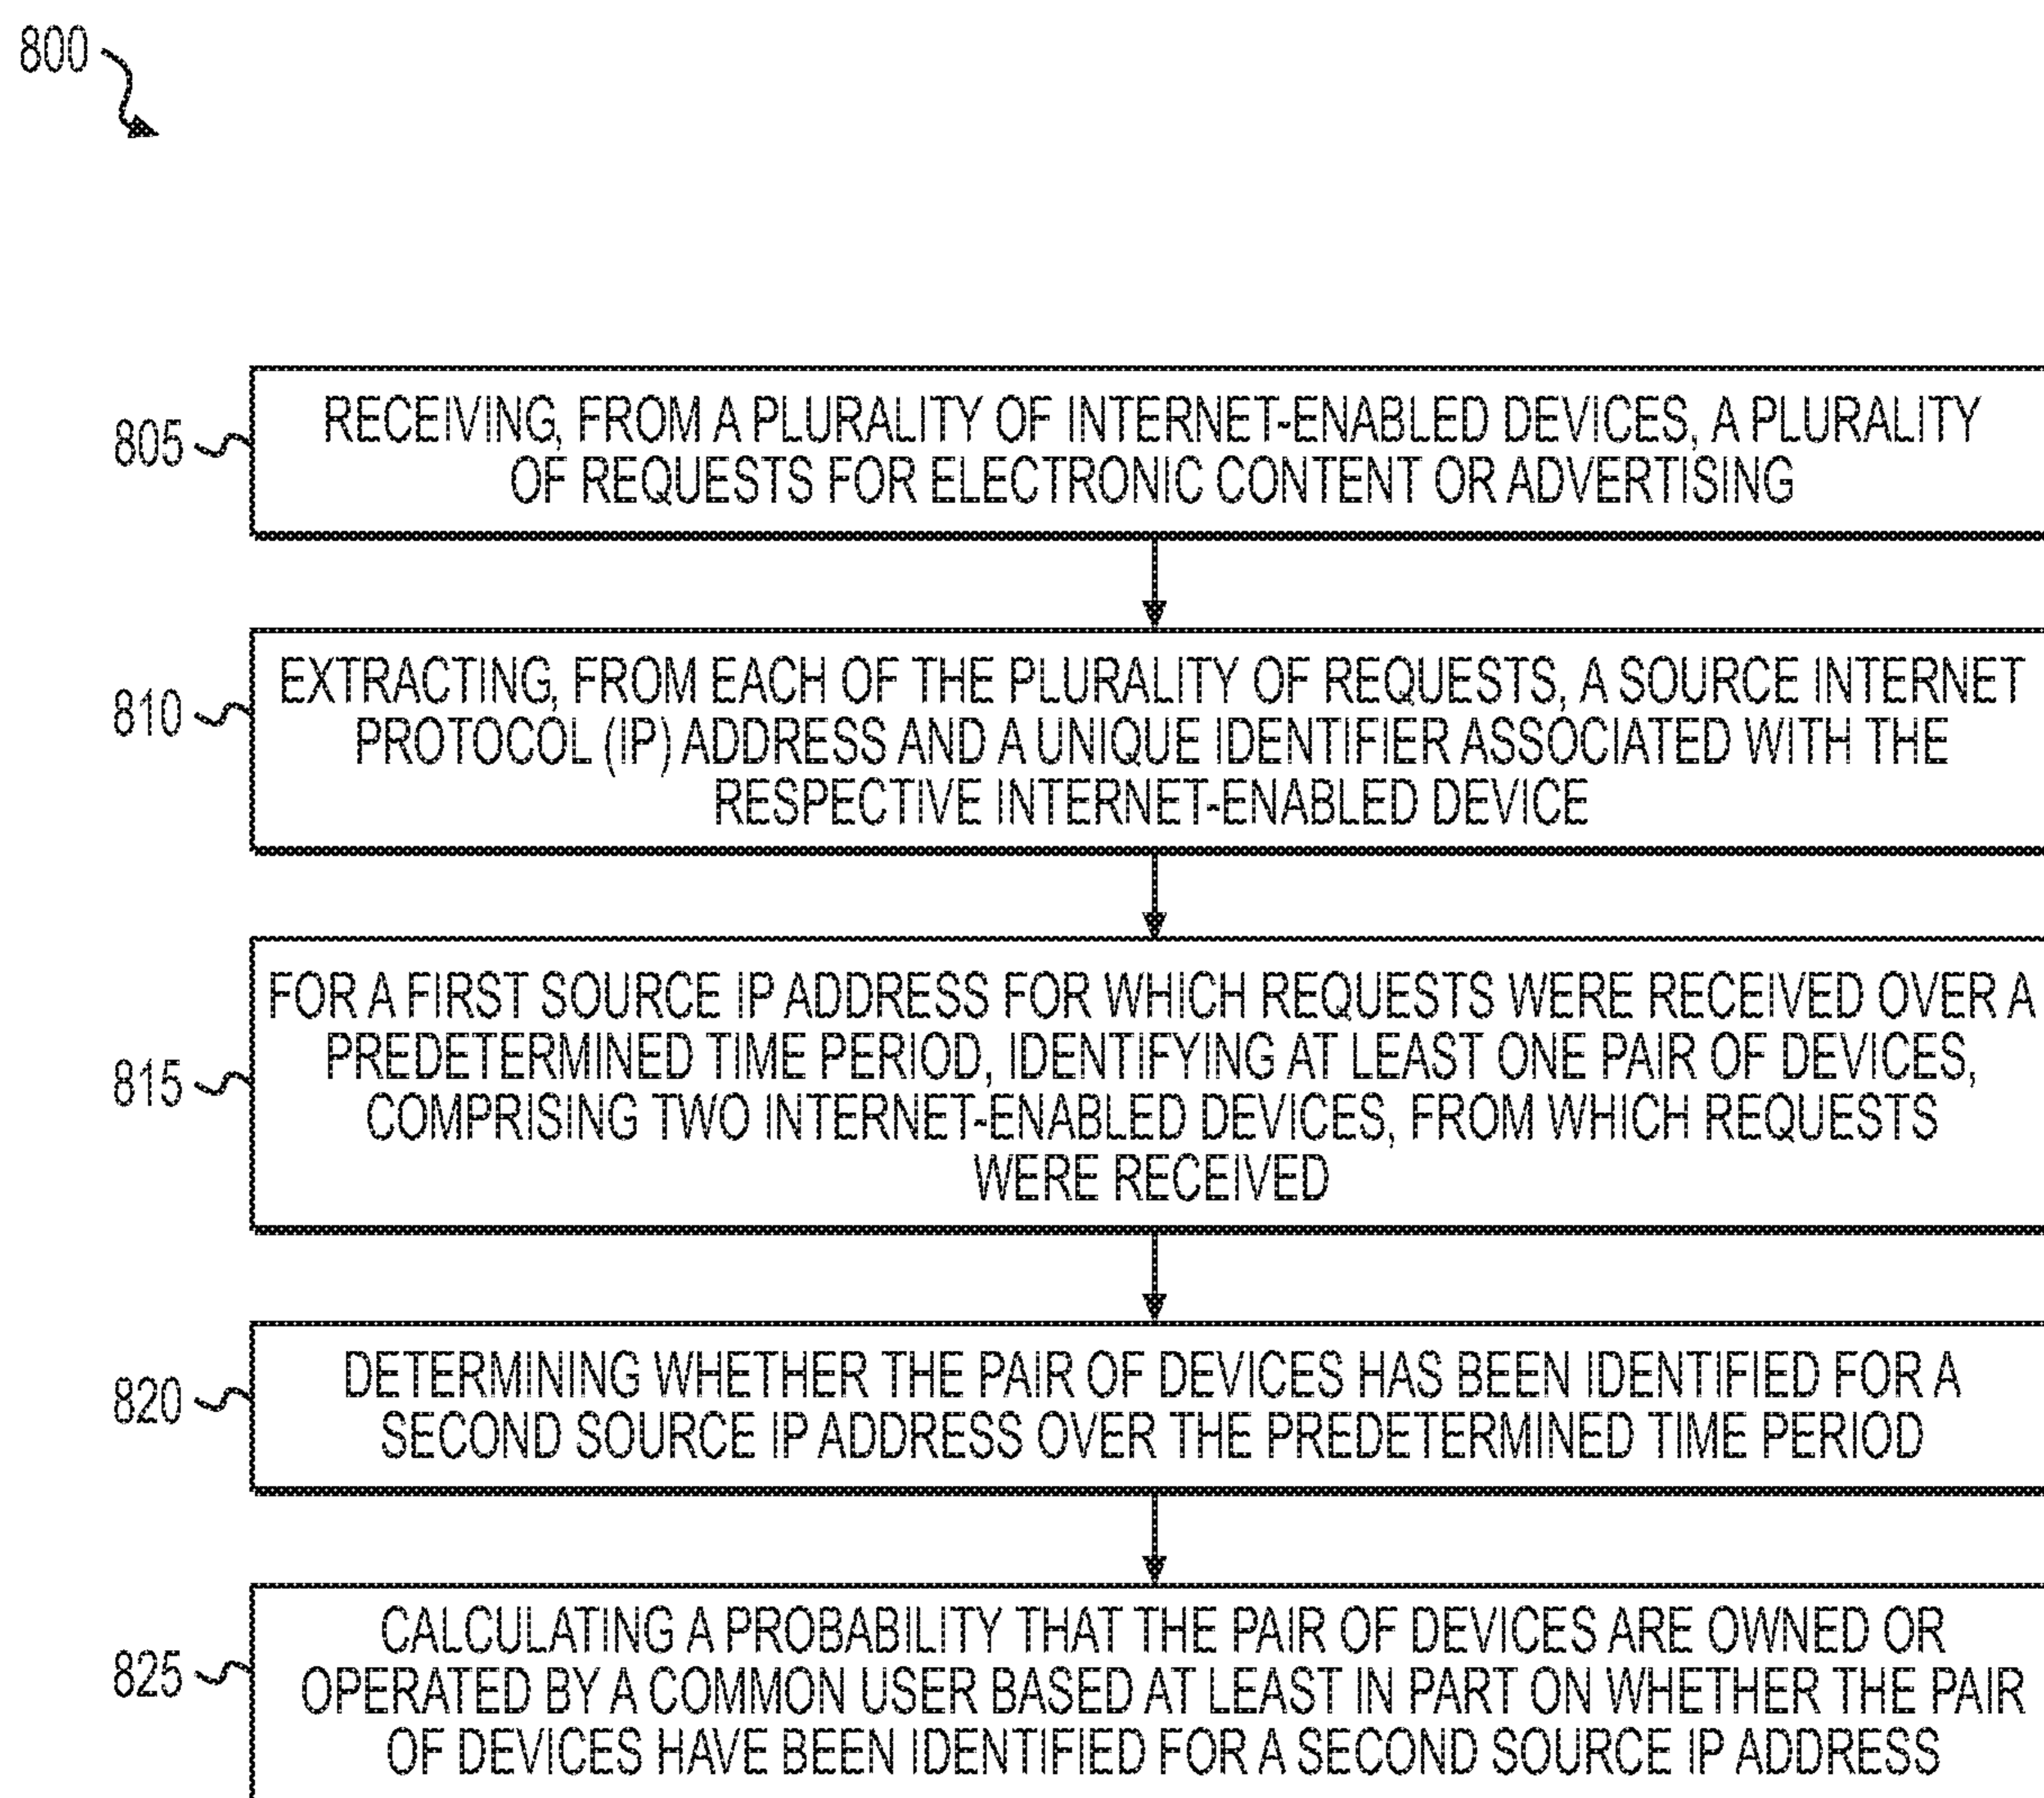 800
805
RECEIVING, FROM A PLURALITY OF INTERNET-ENABLED DEVICES, A PLURALITY
OF REQUESTS FOR ELECTRONIC CONTENT OR ADVERTISING
810
EXTRACTING, FROM EACH OF THE PLURALITY OF REQUESTS, A SOURCE INTERNET
PROTOCOL (IP) ADDRESS AND A UNIQUE IDENTIFIER ASSOCIATED WITH THE
RESPECTIVE INTERNET-ENABLED DEVICE
815
FOR A FIRST SOURCE IP ADDRESS FOR WHICH REQUESTS WERE RECEIVED OVER A
PREDETERMINED TIME PERIOD, IDENTIFYING AT LEAST ONE PAIR OF DEVICES,
COMPRISING TWO INTERNET-ENABLED DEVICES, FROM WHICH REQUESTS
WERE RECEIVED
820
DETERMINING WHETHER THE PAIR OF DEVICES HAS BEEN IDENTIFIED FOR A
SECOND SOURCE IP ADDRESS OVER THE PREDETERMINED TIME PERIOD
825
CALCULATING A PROBABILITY THAT THE PAIR OF DEVICES ARE OWNED OR
OPERATED BY A COMMON USER BASED AT LEAST IN PART ON WHETHER THE PAIR
OF DEVICES HAVE BEEN IDENTIFIED FOR A SECOND SOURCE IP ADDRESS